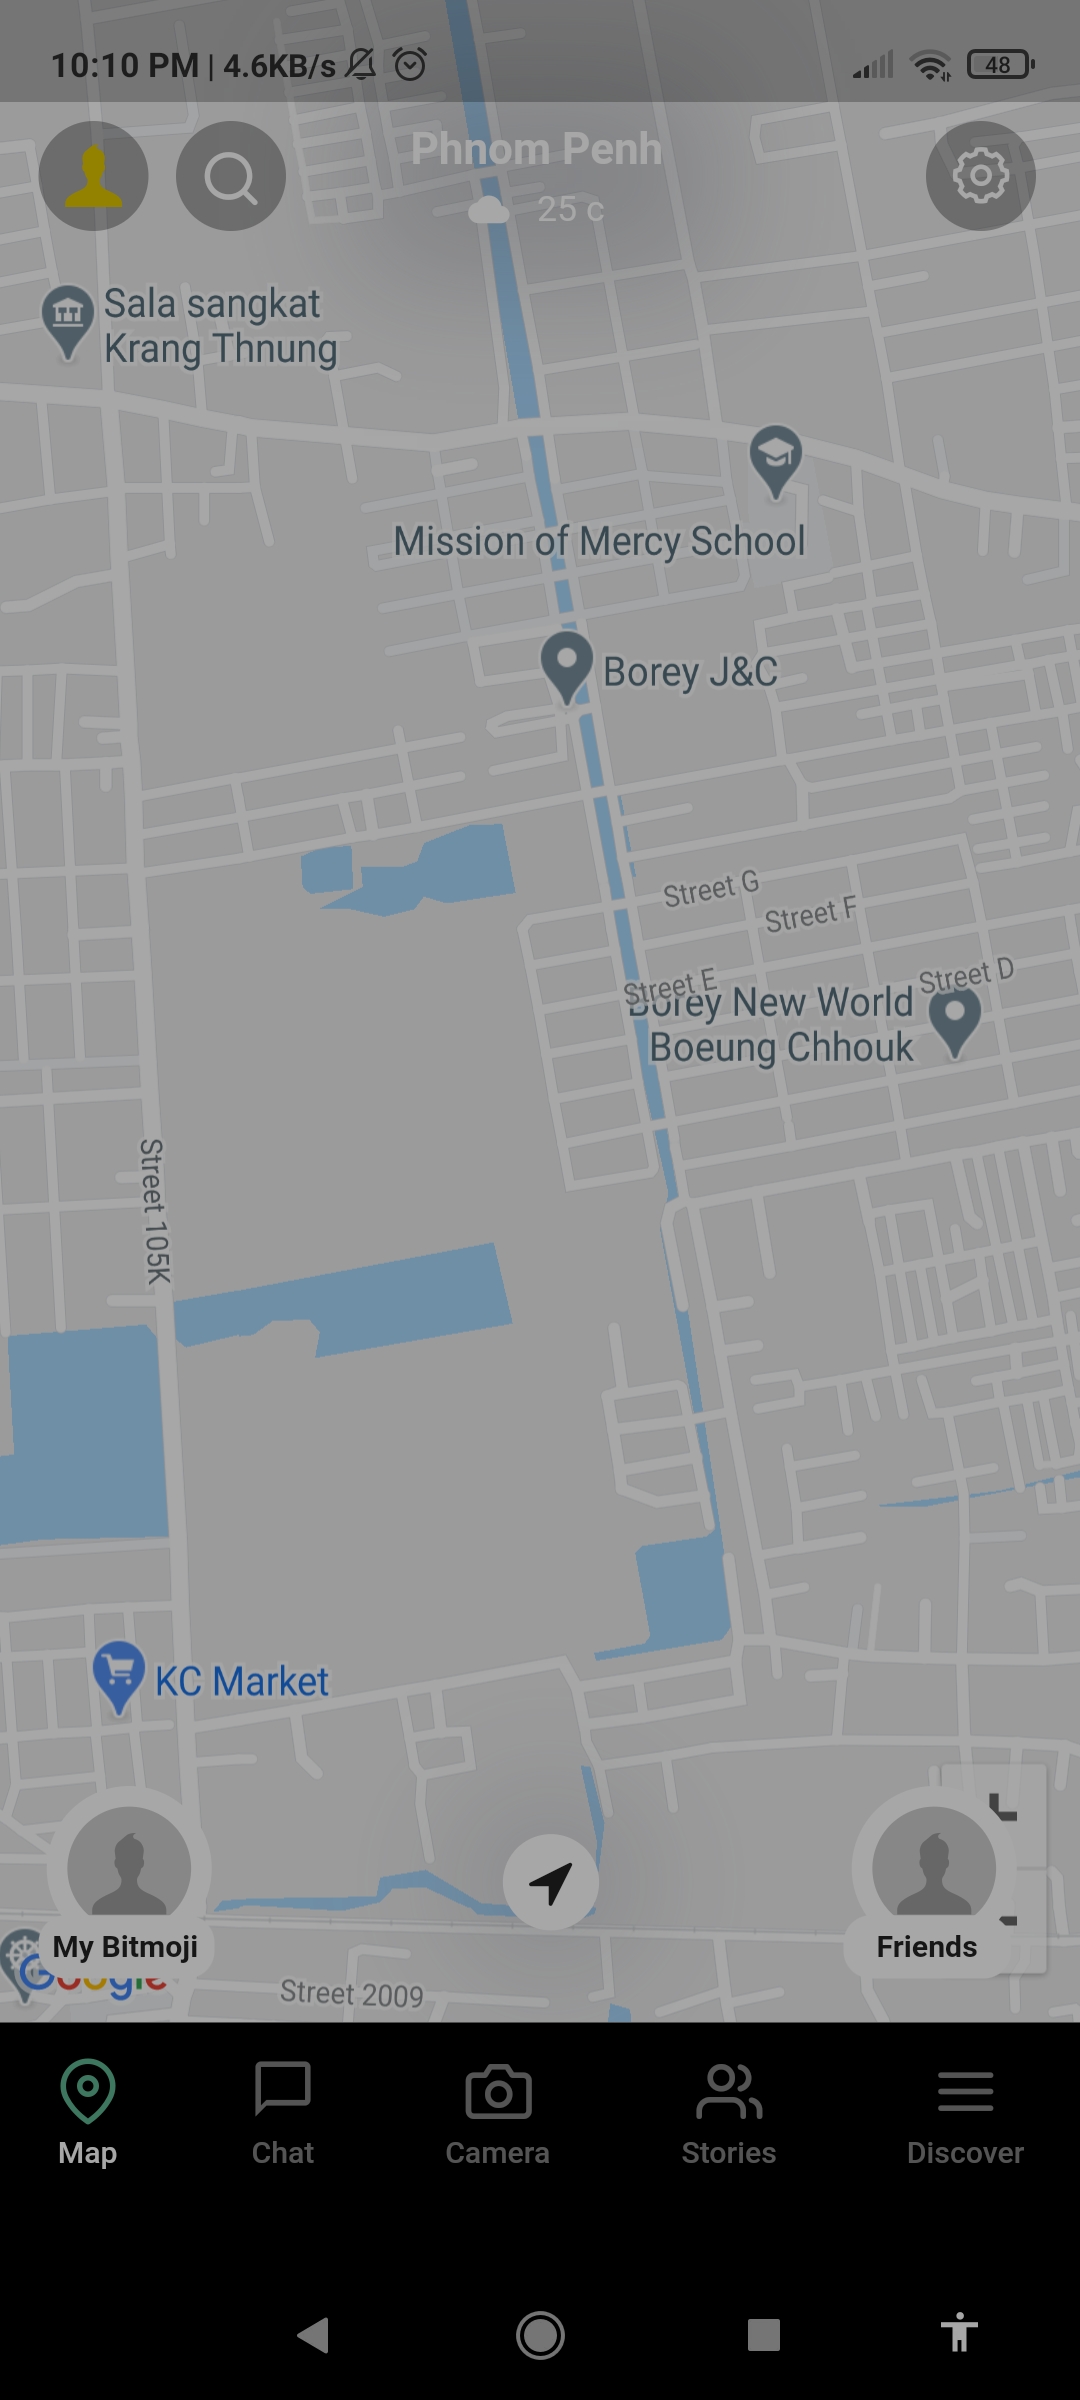 10:10 PM | 4.6KB/s
48
Phnom Penh
25 c
Sala sangkat
Krang Thnung
Mission of Mercy School
Borey J&C
Street G
Street F
Street E
Street D
Borey New World
Boeung Chhouk
Street 105K
KC Market
My Bitmoji
Friends
Google
Street 2009
Map
Chat
Camera
Stories
Discover